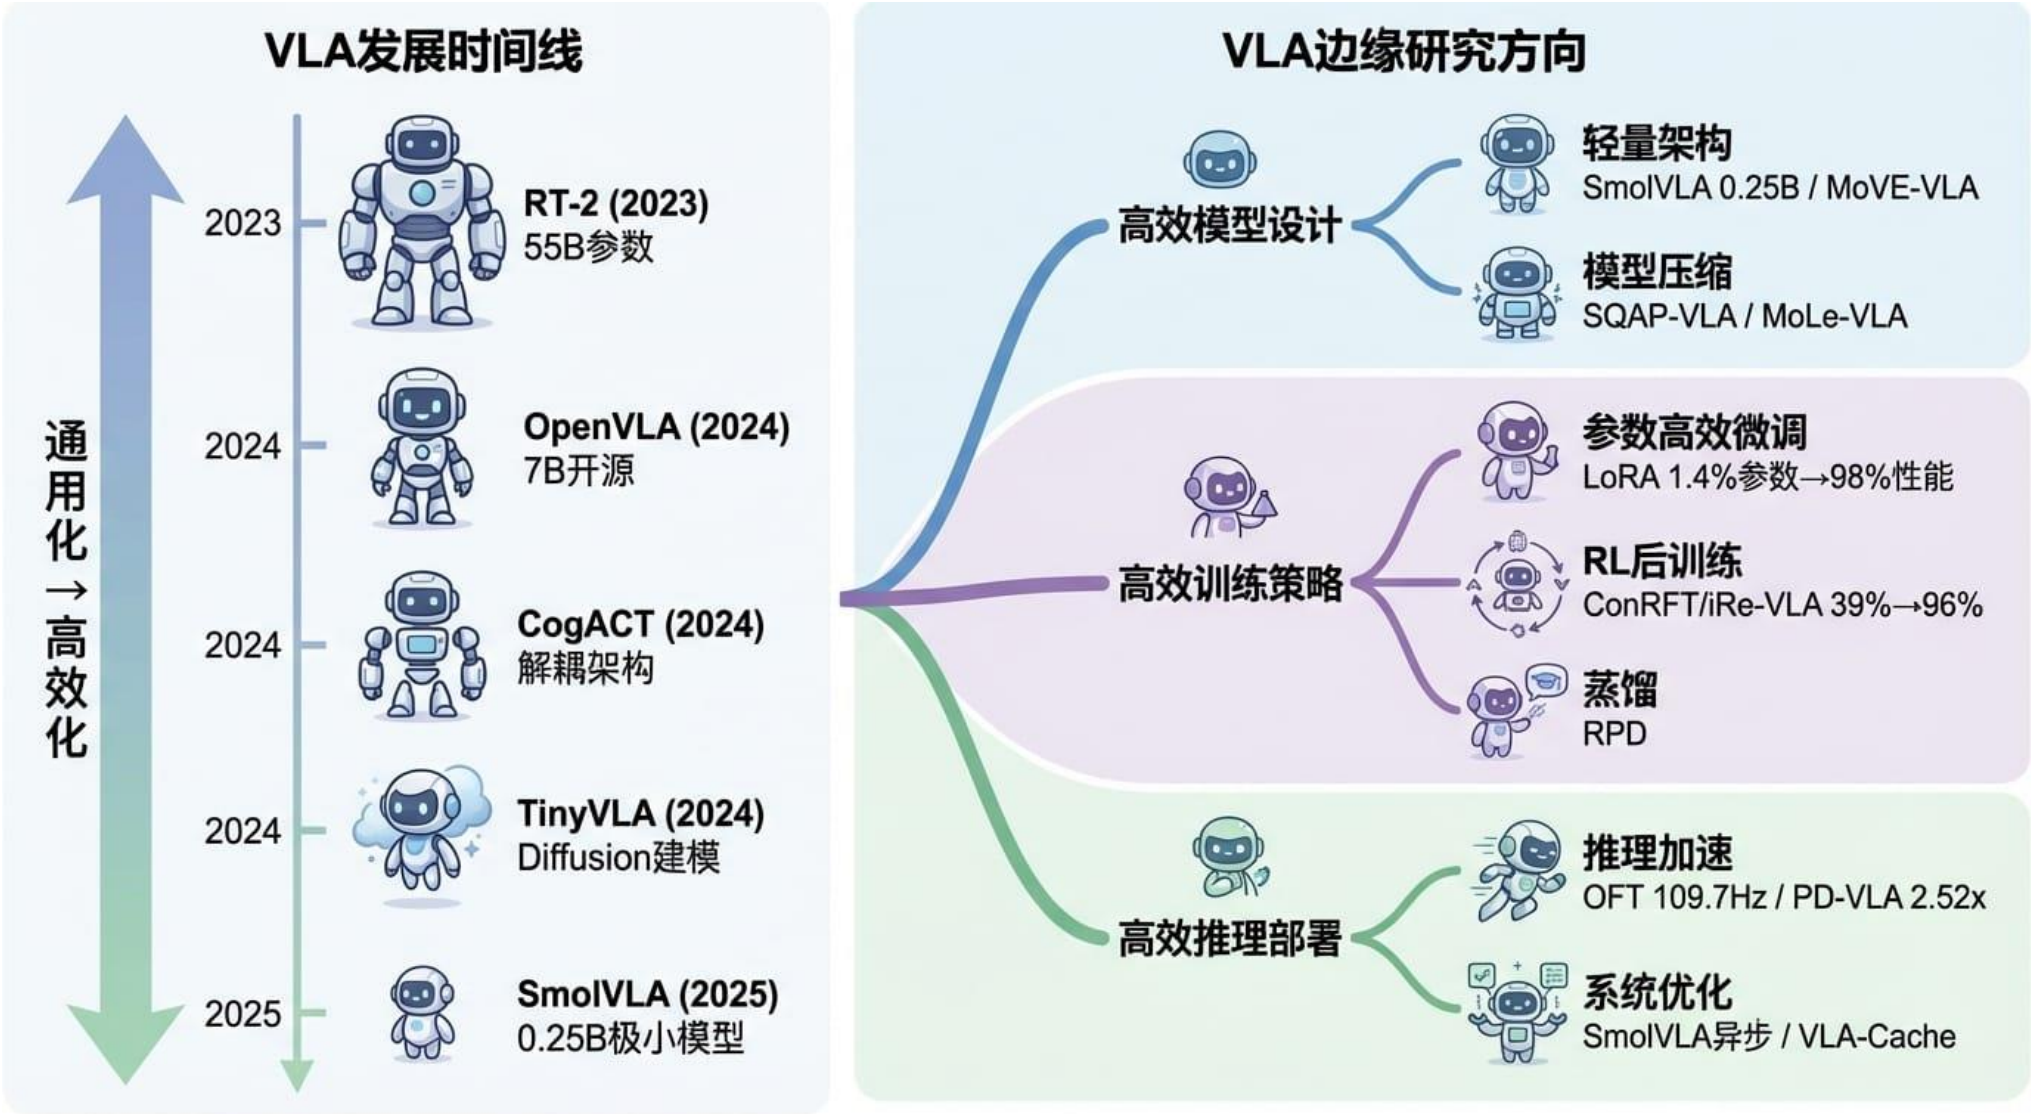 VLA发展时间线
通用化→高效化
2023
RT-2 (2023)
55B参数
2024
OpenVLA (2024)
7B开源
2024
CogACT (2024)
解耦架构
2024
TinyVLA (2024)
Diffusion建模
2025
SmolVLA (2025)
0.25B极小模型
VLA边缘研究方向
高效模型设计
轻量架构
SmolVLA 0.25B / MoVE-VLA
模型压缩
SQAP-VLA / MoLe-VLA
高效训练策略
参数高效微调
LoRA 1.4%参数→98%性能
RL后训练
ConRFT/iRe-VLA 39%→96%
蒸馏
RPD
高效推理部署
推理加速
OFT 109.7Hz / PD-VLA 2.52x
系统优化
SmolVLA异步 / VLA-Cache